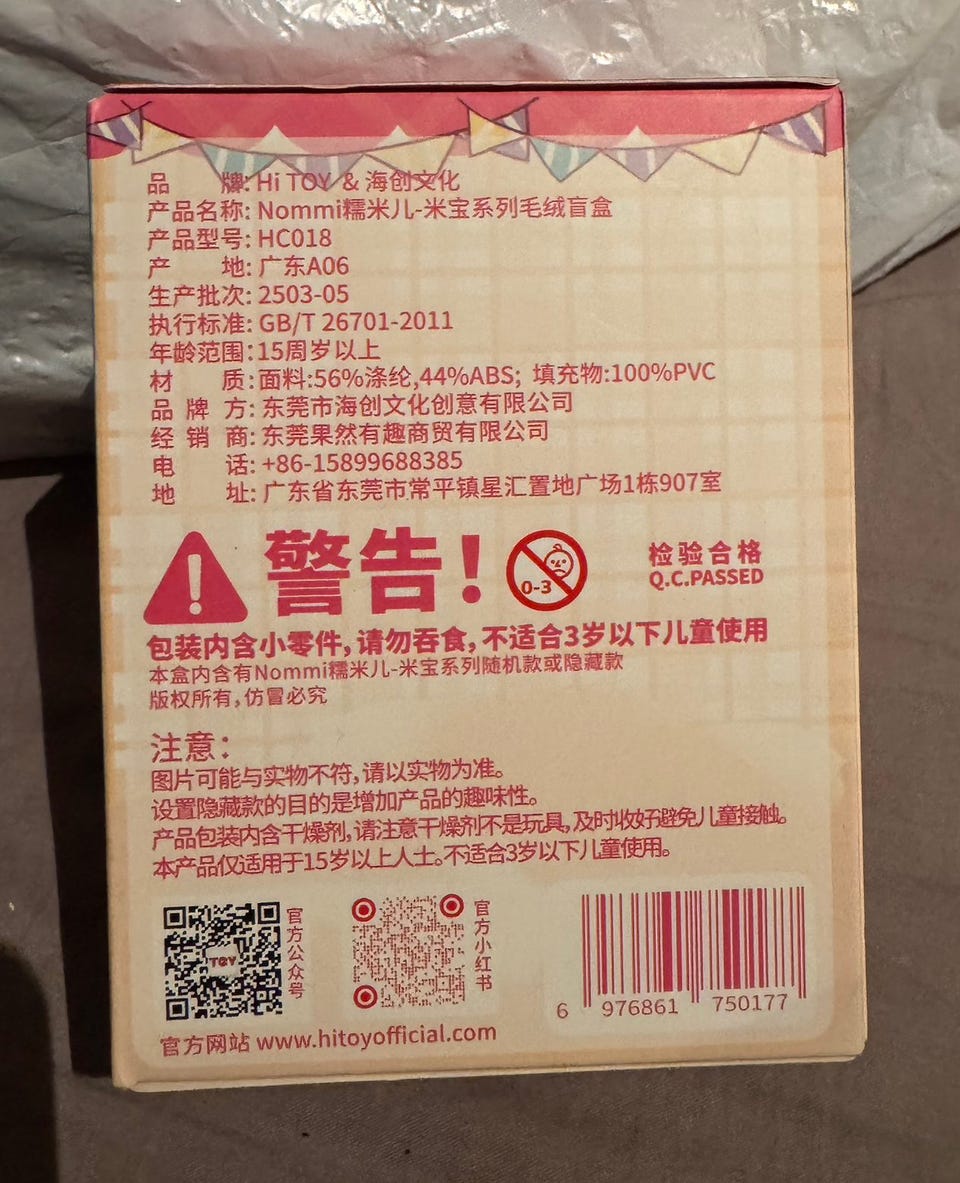 品牌: Hi TOY & 海创文化
产品名称: Nommi糯米儿-米宝系列毛绒盲盒
产品型号: HC018
产地: 广东A06
生产批次: 2503-05
执行标准: GB/T 26701-2011
年龄范围: 15周岁以上
材质: 面料:56%涤纶,44%ABS; 填充物:100%PVC
品牌方: 东莞市海创文化创意有限公司
经销商: 东莞果然有趣商贸有限公司
电话: +86-15899688385
地址: 广东省东莞市常平镇星汇置地广场1栋907室
警告!
0-3
检验合格
Q.C.PASSED
包装内含小零件,请勿吞食,不适合3岁以下儿童使用
本盒内含有Nommi糯米儿-米宝系列随机款或隐藏款
版权所有,仿冒必究
注意:
图片可能与实物不符,请以实物为准。
设置隐藏款的目的是增加产品的趣味性。
产品包装内含干燥剂,请注意干燥剂不是玩具,及时收好避免儿童接触。
本产品仅适用于15岁以上人士。不适合3岁以下儿童使用。
TOY
官方公众号
官方小红书
6 976861 750177
官方网站 www.hitoyofficial.com